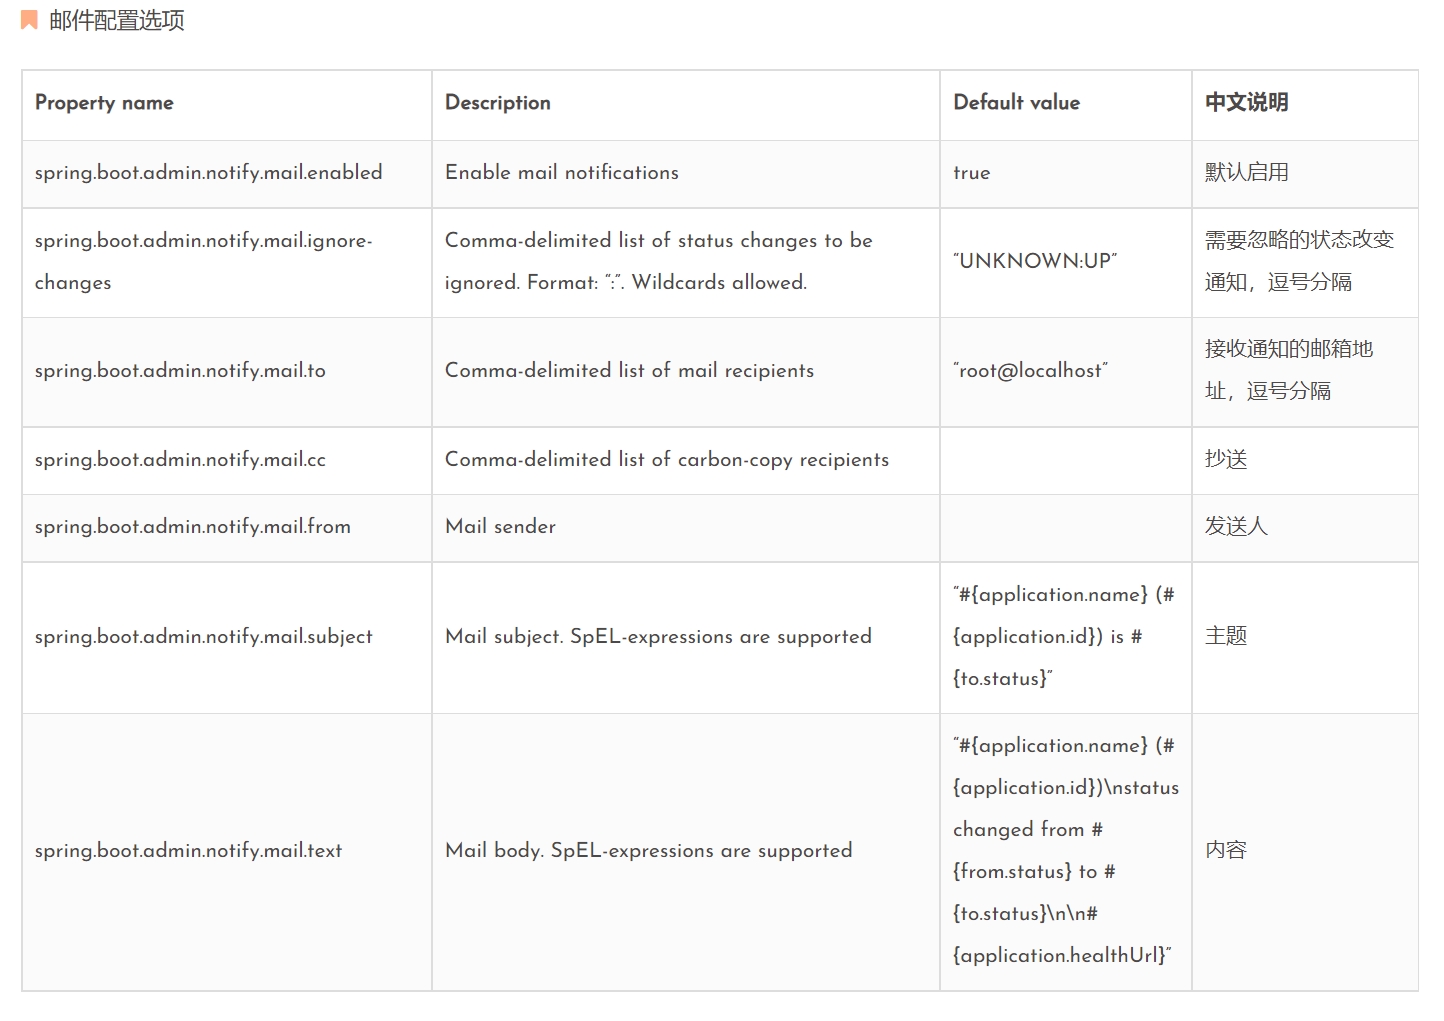 邮件配置选项
Property name
Description
Default value
中文说明
spring.boot.admin.notify.mail.enabled
Enable mail notifications
true
默认启用
spring.boot.admin.notify.mail.ignore-
changes
Comma-delimited list of status changes to be
ignored. Format: “:”. Wildcards allowed.
“UNKNOWN:UP”
需要忽略的状态改变
通知，逗号分隔
spring.boot.admin.notify.mail.to
Comma-delimited list of mail recipients
“root@localhost”
接收通知的邮箱地
址，逗号分隔
spring.boot.admin.notify.mail.cc
Comma-delimited list of carbon-copy recipients
抄送
spring.boot.admin.notify.mail.from
Mail sender
发送人
spring.boot.admin.notify.mail.subject
Mail subject. SpEL-expressions are supported
“#{application.name} (#
{application.id}) is #
{to.status}”
主题
spring.boot.admin.notify.mail.text
Mail body. SpEL-expressions are supported
“#{application.name} (#
{application.id})\nstatus
changed from #
{from.status} to #
{to.status}\n\n#
{application.healthUrl}”
内容